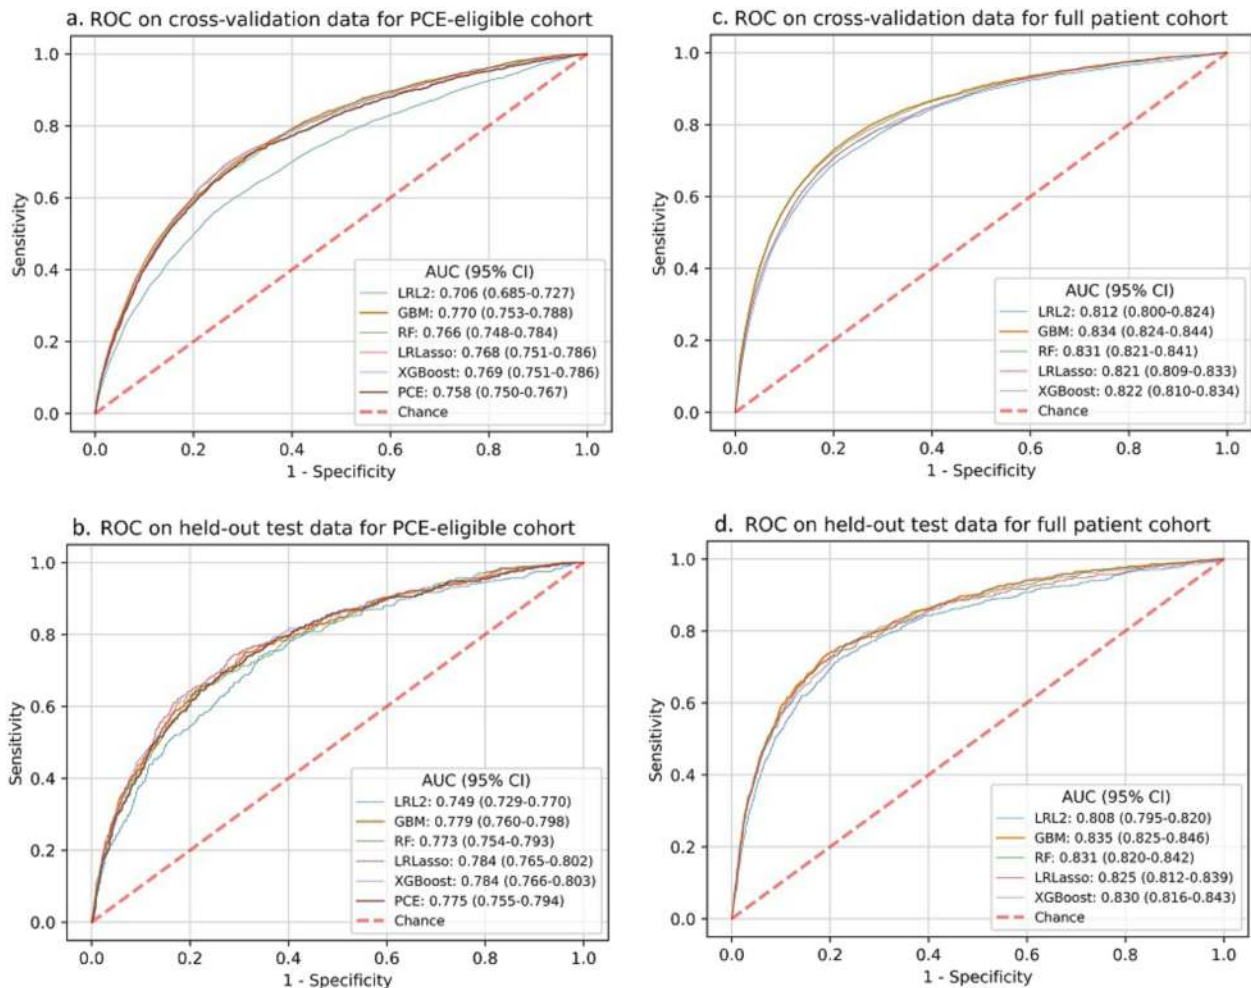 a. ROC on cross-validation data for PCE-eligible cohort
Sensitivity
1.0
0.8
0.6
0.4
0.2
0.0
AUC (95% CI)
LRL2: 0.706 (0.685-0.727)
GBM: 0.770 (0.753-0.788)
RF: 0.766 (0.748-0.784)
LRLasso: 0.768 (0.751-0.786)
XGBoost: 0.769 (0.751-0.786)
PCE: 0.758 (0.750-0.767)
Chance
0.0 0.2 0.4 0.6 0.8 1.0
1 - Specificity
c. ROC on cross-validation data for full patient cohort
Sensitivity
1.0
0.8
0.6
0.4
0.2
0.0
AUC (95% CI)
LRL2: 0.812 (0.800-0.824)
GBM: 0.834 (0.824-0.844)
RF: 0.831 (0.821-0.841)
LRLasso: 0.821 (0.809-0.833)
XGBoost: 0.822 (0.810-0.834)
Chance
0.0 0.2 0.4 0.6 0.8 1.0
1 - Specificity
b. ROC on held-out test data for PCE-eligible cohort
Sensitivity
1.0
0.8
0.6
0.4
0.2
0.0
AUC (95% CI)
LRL2: 0.749 (0.729-0.770)
GBM: 0.779 (0.760-0.798)
RF: 0.773 (0.754-0.793)
LRLasso: 0.784 (0.765-0.802)
XGBoost: 0.784 (0.766-0.803)
PCE: 0.775 (0.755-0.794)
Chance
0.0 0.2 0.4 0.6 0.8 1.0
1 - Specificity
d. ROC on held-out test data for full patient cohort
Sensitivity
1.0
0.8
0.6
0.4
0.2
0.0
AUC (95% CI)
LRL2: 0.808 (0.795-0.820)
GBM: 0.835 (0.825-0.846)
RF: 0.831 (0.820-0.842)
LRLasso: 0.825 (0.812-0.839)
XGBoost: 0.830 (0.816-0.843)
Chance
0.0 0.2 0.4 0.6 0.8 1.0
1 - Specificity